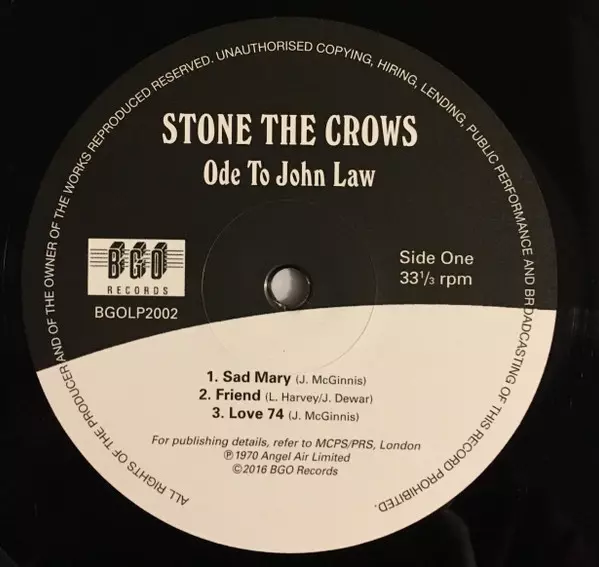 ALL RIGHTS OF THE PRODUCER AND OF THE OWNER OF THE WORKS REPRODUCED RESERVED. UNAUTHORISED COPYING, HIRING, LENDING, PUBLIC PERFORMANCE AND BROADCASTING OF THIS RECORD PROHIBITED.
STONE THE CROWS
Ode To John Law
BGO
RECORDS
BGOLP2002
Side One
33 1/3 rpm
1. Sad Mary (J. McGinnis)
2. Friend (L. Harvey/J. Dewar)
3. Love 74 (J. McGinnis)
For publishing details, refer to MCPS/PRS, London
℗1970 Angel Air Limited
©2016 BGO Records